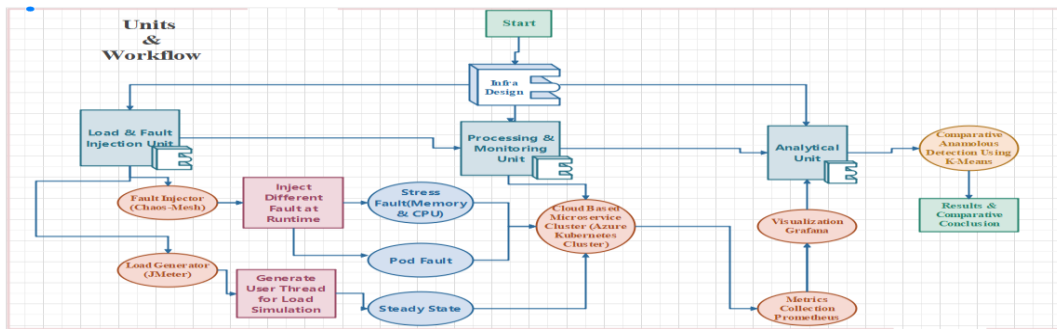 Units
&
Workflow
Start
Infra
Design
Load & Fault
Injection Unit
Processing &
Monitoring
Unit
Analytical
Unit
Comparative
Anamolous
Detection Using
K-Means
Fault Injector
(Chaos-Mesh)
Inject
Different
Fault at
Runtime
Stress
Fault(Memory
& CPU)
Cloud Based
Microservice
Cluster (Azure
Kubernetes
Cluster)
Visualization
Grafana
Results &
Comparative
Conclusion
Pod Fault
Load Generator
(JMeter)
Generate
User Thread
for Load
Simulation
Steady State
Metrics
Collection
Prometheus